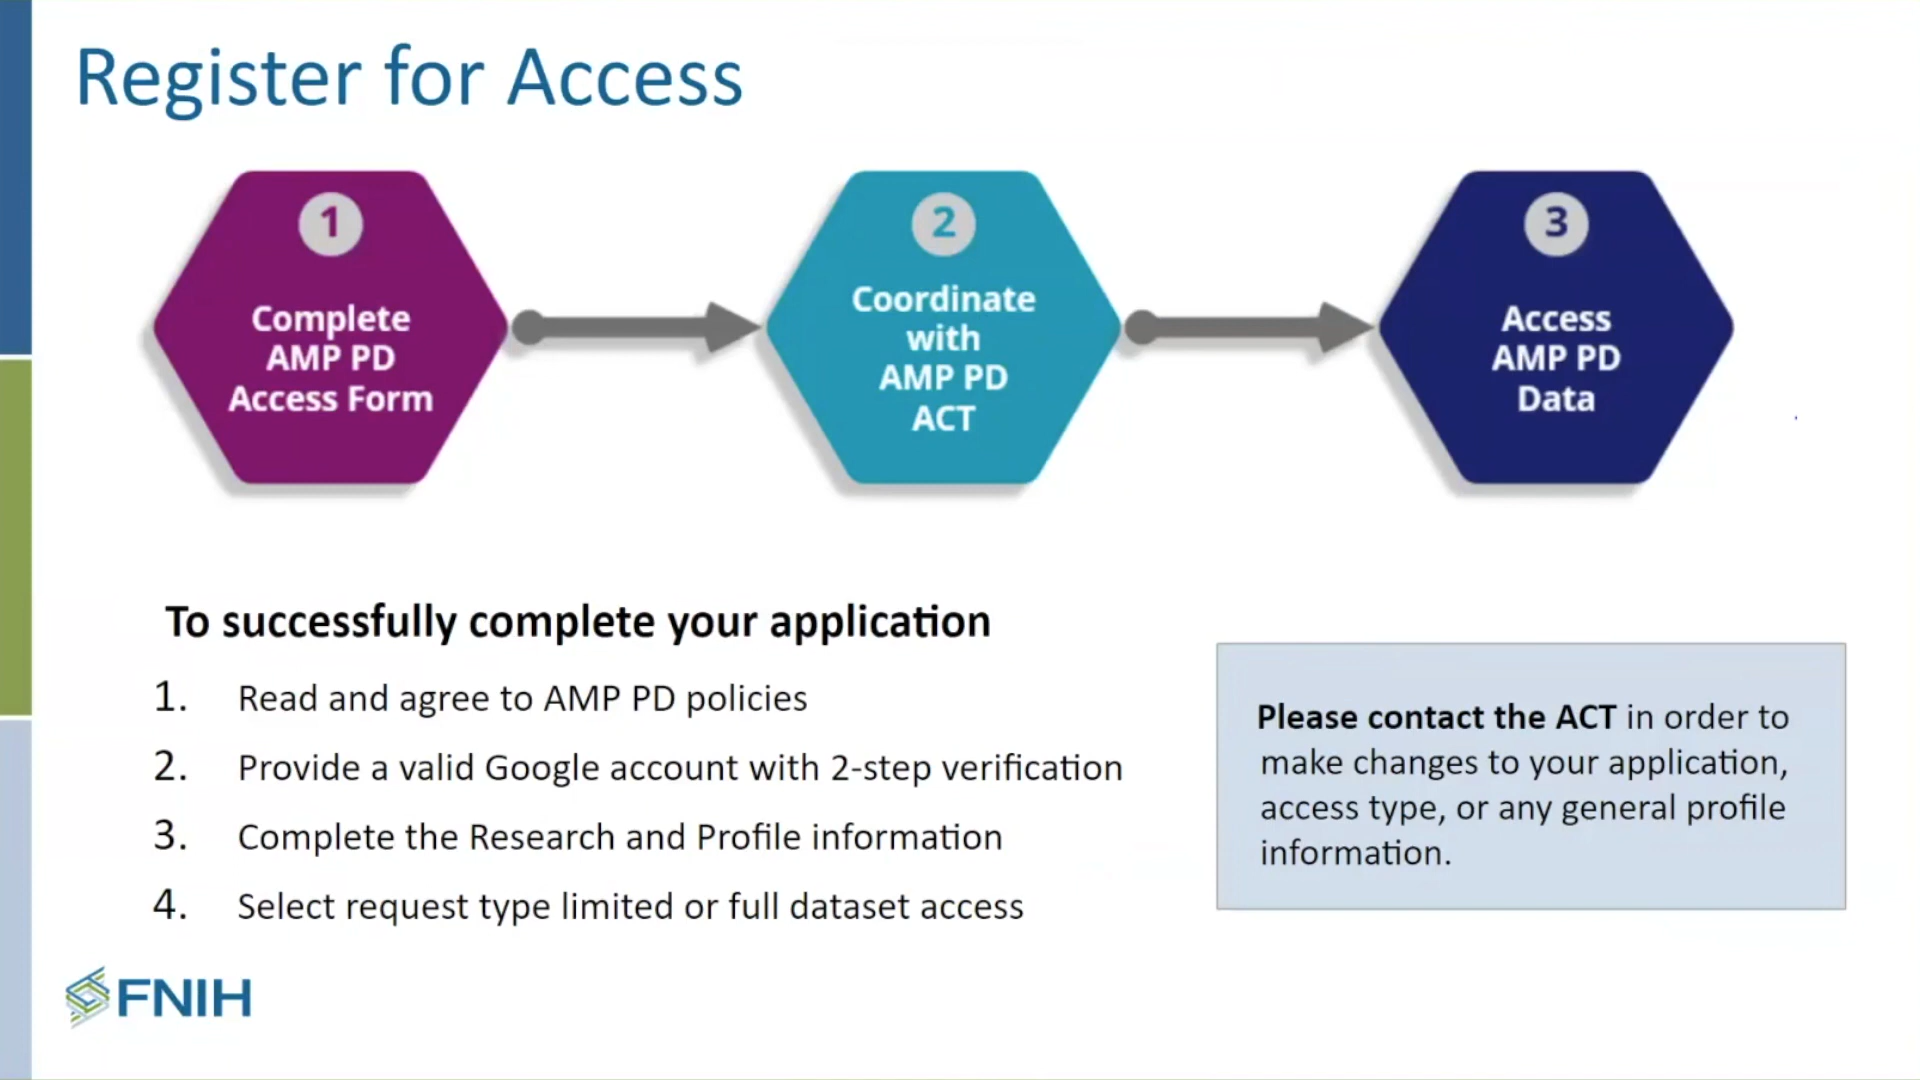 Register for Access
1
Complete
AMP PD
Access Form
2
Coordinate
with
AMP PD
ACT
3
Access
AMP PD
Data
To successfully complete your application
1. Read and agree to AMP PD policies
2. Provide a valid Google account with 2-step verification
3. Complete the Research and Profile information
4. Select request type limited or full dataset access
Please contact the ACT in order to
make changes to your application,
access type, or any general profile
information.
FNIH